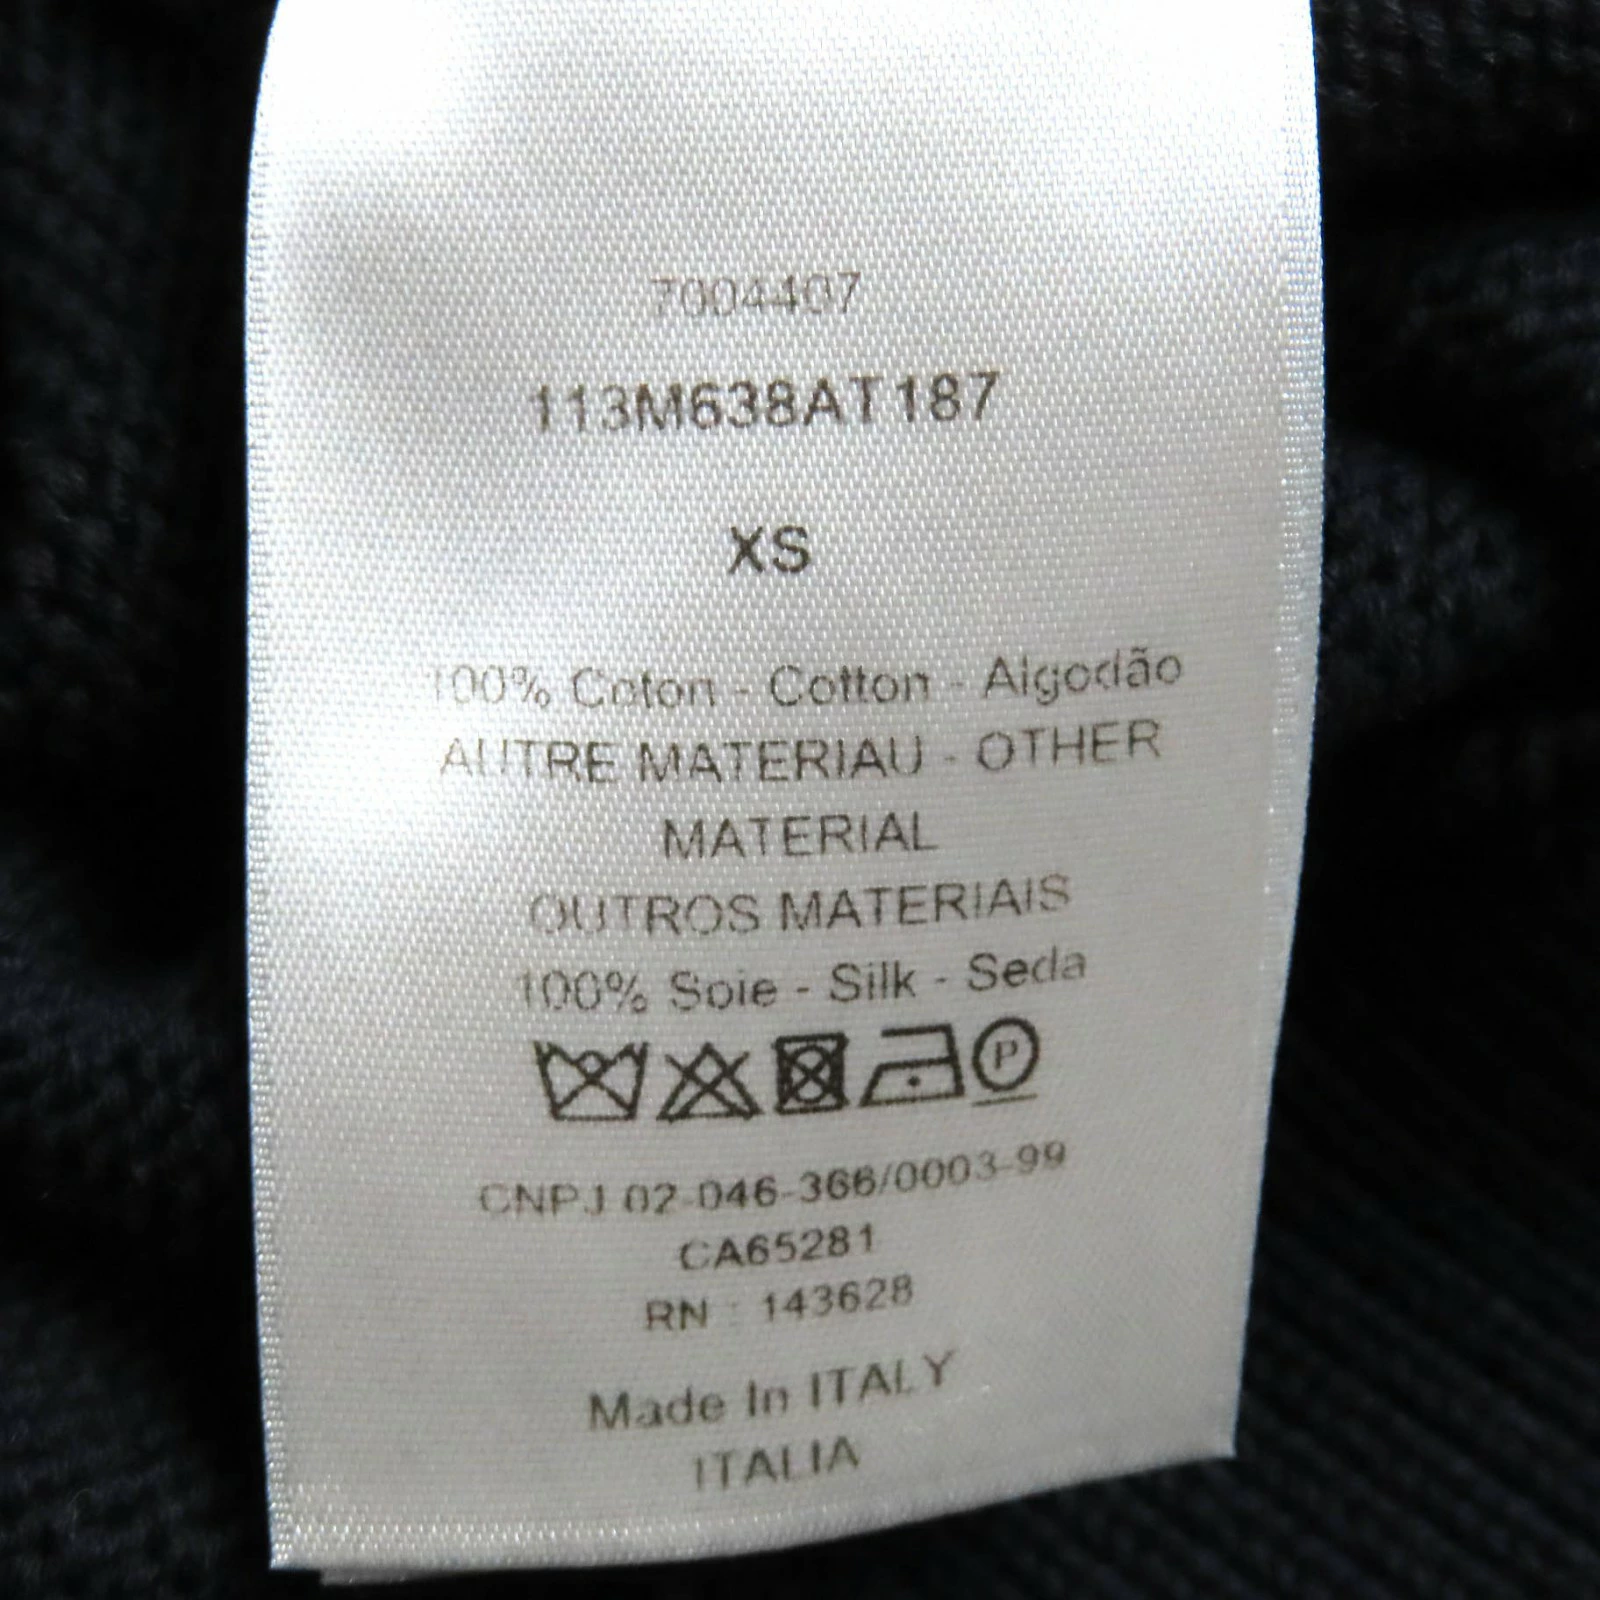 7004407
113M638AT187
XS
100% Coton - Cotton - Algodão
AUTRE MATERIAU - OTHER
MATERIAL
OUTROS MATERIAIS
100% Soie - Silk - Seda
P
CNPJ 02-046-366/0003-99
CA65281
RN : 143628
Made In ITALY
ITALIA